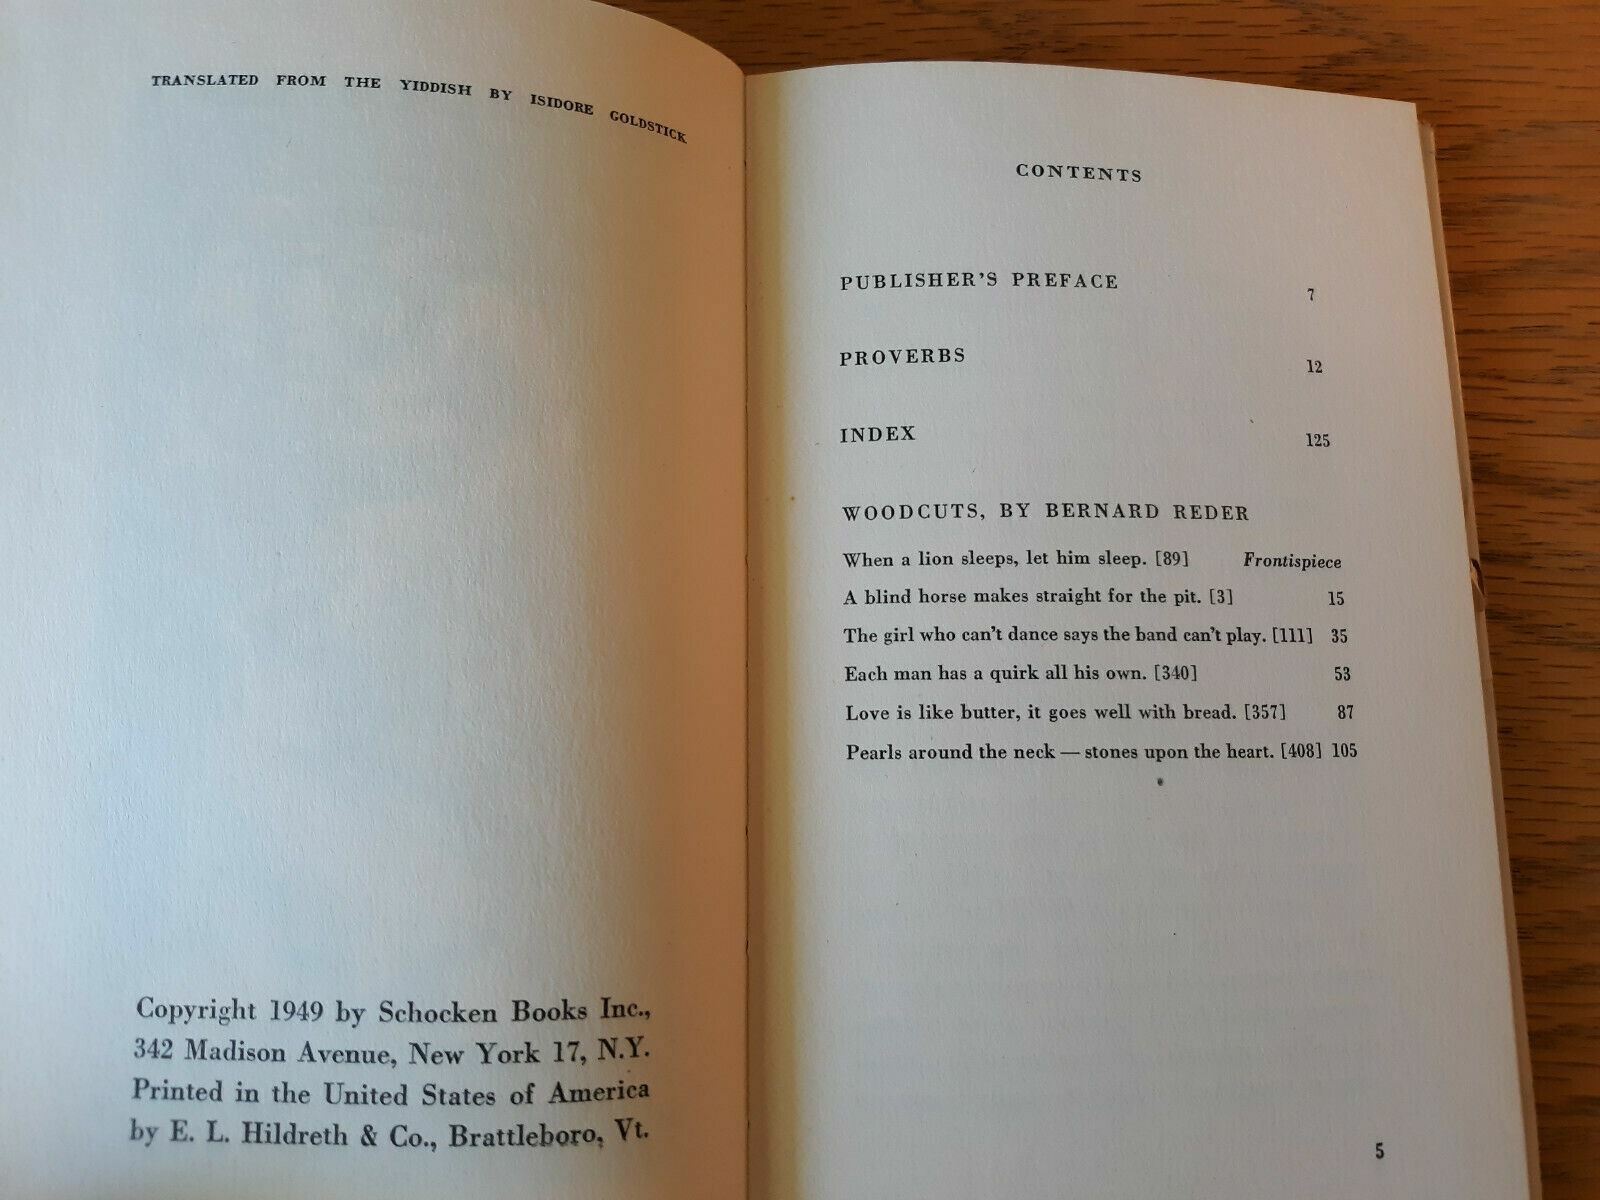 TRANSLATED FROM THE YIDDISH BY ISIDORE GOLDSTICK
Copyright 1949 by Schocken Books Inc.,
342 Madison Avenue, New York 17, N.Y.
Printed in the United States of America
by E. L. Hildreth & Co., Brattleboro, Vt.
CONTENTS
PUBLISHER'S PREFACE 7
PROVERBS 12
INDEX 125
WOODCUTS, BY BERNARD REDER
When a lion sleeps, let him sleep. [89] Frontispiece
A blind horse makes straight for the pit. [3] 15
The girl who can't dance says the band can't play. [111] 35
Each man has a quirk all his own. [340] 53
Love is like butter, it goes well with bread. [357] 87
Pearls around the neck — stones upon the heart. [408] 105
5